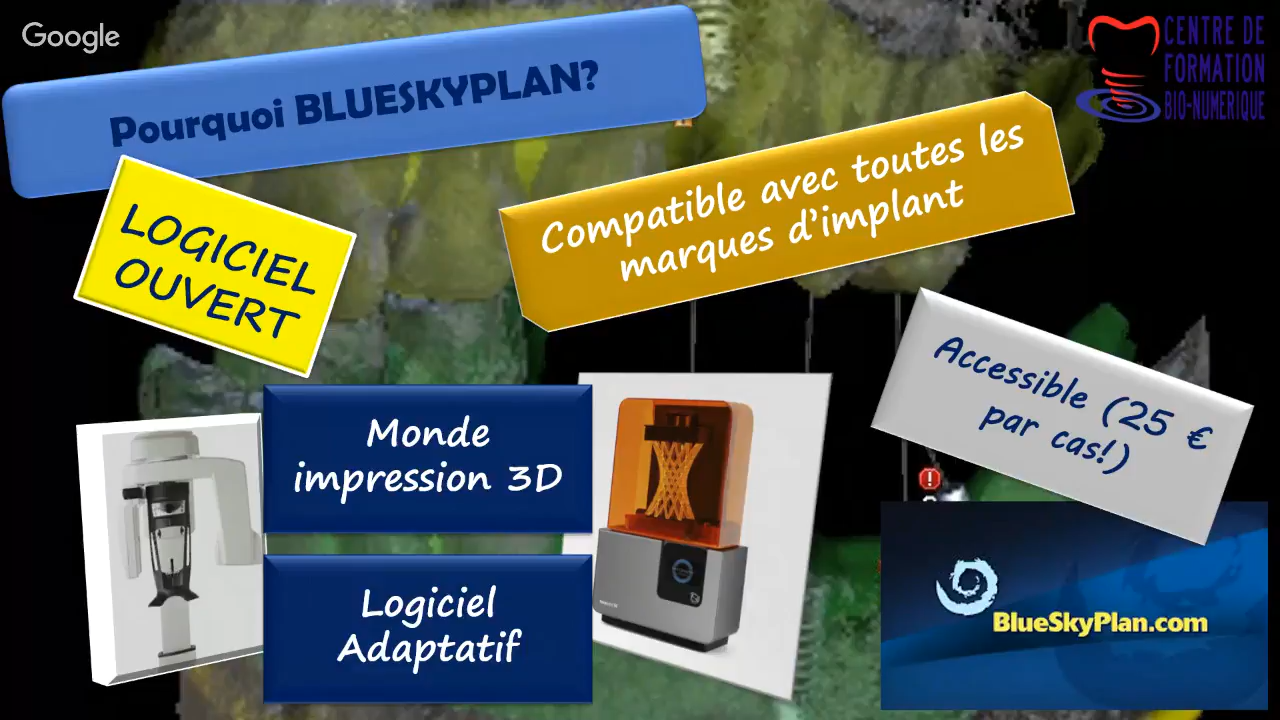 Google
Pourquoi BLUESKYPLAN?
CENTRE DE
FORMATION
BIO-NUMERIQUE
LOGICIEL
OUVERT
Compatible avec toutes les
marques d'implant
Accessible (25 €
par cas!)
Monde
impression 3D
Logiciel
Adaptatif
BlueSkyPlan.com